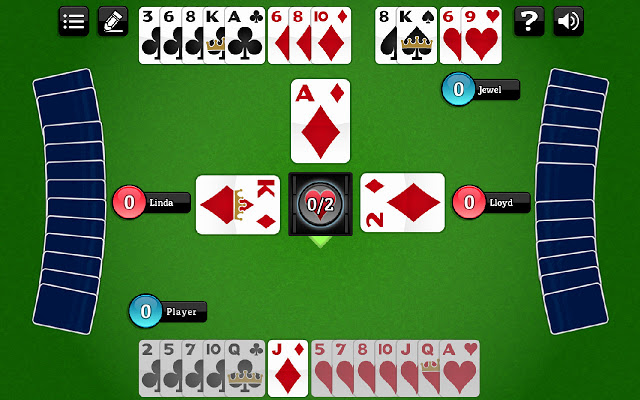 3 6 8 K A 6 8 10 8 K 6 9 ?
0 Jewel
A
K
0 Linda
0/2
2
0 Lloyd
0 Player
2 5 7 10 Q J 5 7 8 10 J Q A